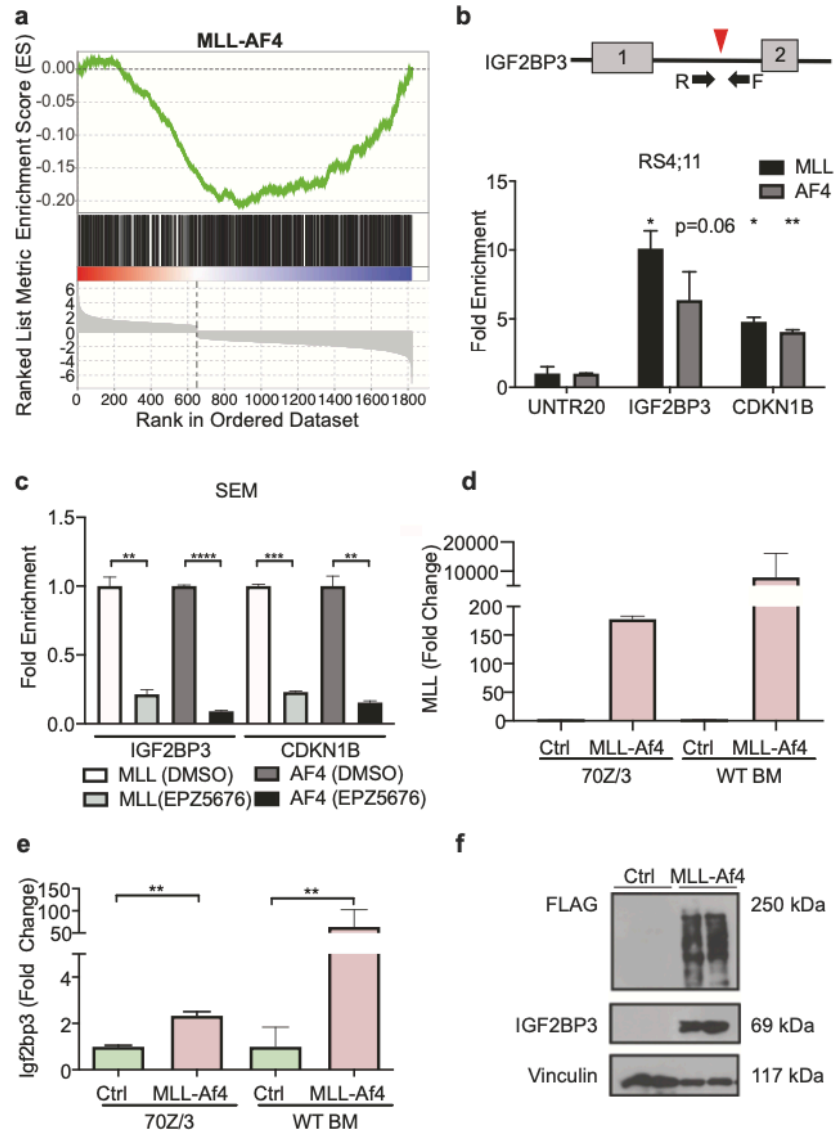 a
MLL-AF4
Ranked List Metric Enrichment Score (ES)
0.00
-0.05
-0.10
-0.15
-0.20
6
4
2
0
-2
-4
-6
0 200 400 600 800 1000 1200 1400 1600 1800
Rank in Ordered Dataset
b
IGF2BP3
1
2
R
F
RS4;11
MLL
AF4
Fold Enrichment
15
10
5
0
*
p=0.06
*
**
UNTR20 IGF2BP3 CDKN1B
c
SEM
Fold Enrichment
1.5
1.0
0.5
0.0
** **** *** **
IGF2BP3 CDKN1B
MLL (DMSO) AF4 (DMSO)
MLL(EPZ5676) AF4 (EPZ5676)
d
MLL (Fold Change)
20000
10000
200
150
100
50
0
Ctrl MLL-Af4 Ctrl MLL-Af4
70Z/3 WT BM
e
Igf2bp3 (Fold Change)
150
100
50
4
2
0
** **
Ctrl MLL-Af4 Ctrl MLL-Af4
70Z/3 WT BM
f
Ctrl MLL-Af4
FLAG 250 kDa
IGF2BP3 69 kDa
Vinculin 117 kDa